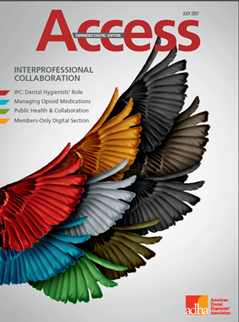 JULY 2017
Access
EXPANDED DIGITAL EDITION
INTERPROFESSIONAL
COLLABORATION
IPC: Dental Hygienists' Role
Managing Opioid Medications
Public Health & Collaboration
Members-Only Digital Section
adha
American
Dental
Hygienists'
Association